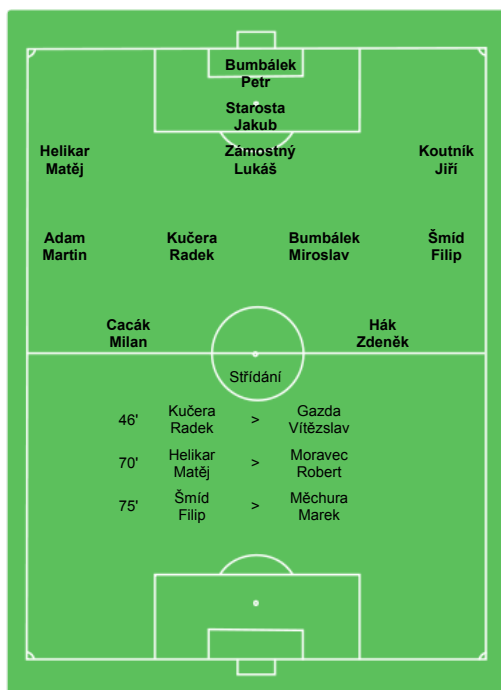 Bumbálek
Petr
Starosta
Jakub
Helikar
Matěj
Zámostný
Lukáš
Koutník
Jiří
Adam
Martin
Kučera
Radek
Bumbálek
Miroslav
Šmíd
Filip
Cacák
Milan
Hák
Zdeněk
Střídání
46' Kučera Radek > Gazda Vítězslav
70' Helikar Matěj > Moravec Robert
75' Šmíd Filip > Měchura Marek